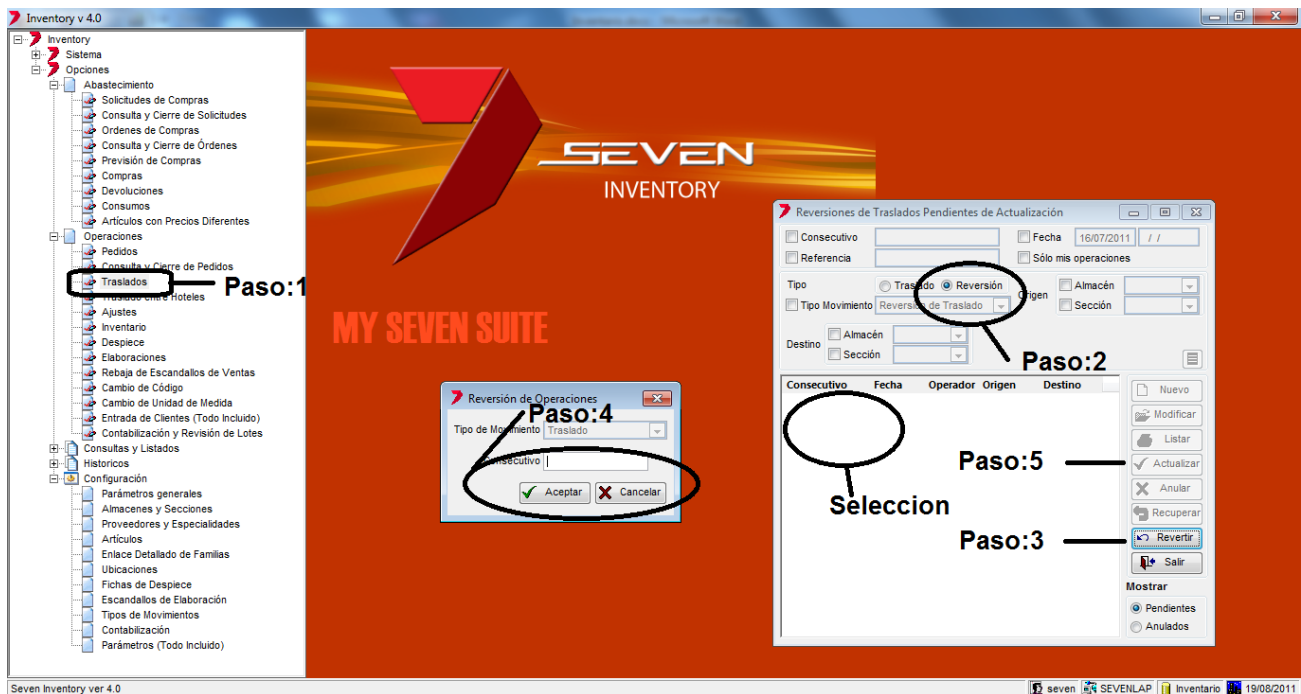 Inventory v 4.0
Inventory
Sistema
Opciones
Abastecimiento
Solicitudes de Compras
Consulta y Cierre de Solicitudes
Ordenes de Compras
Consulta y Cierre de Órdenes
Previsión de Compras
Compras
Devoluciones
Consumos
Artículos con Precios Diferentes
Operaciones
Pedidos
Consulta y Cierre de Pedidos
Traslados
Paso:1
Traslado entre Hoteles
Ajustes
Inventario
Despiece
Elaboraciones
Rebaja de Escandallos de Ventas
Cambio de Código
Cambio de Unidad de Medida
Entrada de Clientes (Todo Incluido)
Contabilización y Revisión de Lotes
Consultas y Listados
Historicos
Configuración
Parámetros generales
Almacenes y Secciones
Proveedores y Especialidades
Artículos
Enlace Detallado de Familias
Ubicaciones
Fichas de Despiece
Escandallos de Elaboración
Tipos de Movimientos
Contabilización
Parámetros (Todo Incluido)
SEVEN
INVENTORY
MY SEVEN SUITE
Reversión de Operaciones
Paso:4
Tipo de Movimiento Traslado
Consecutivo
Aceptar Cancelar
Reversiones de Traslados Pendientes de Actualización
Consecutivo Fecha 16/07/2011 / /
Referencia Sólo mis operaciones
Tipo Traslado Reversión Origen Almacén
Tipo Movimiento Reversión de Traslado Sección
Destino Almacén
Sección
Paso:2
Consecutivo Fecha Operador Origen Destino
Nuevo
Modificar
Listar
Paso:5
Actualizar
Seleccion
Anular
Recuperar
Paso:3
Revertir
Salir
Mostrar
Pendientes
Anulados
Seven Inventory ver 4.0 seven SEVENLAP Inventario 19/08/2011